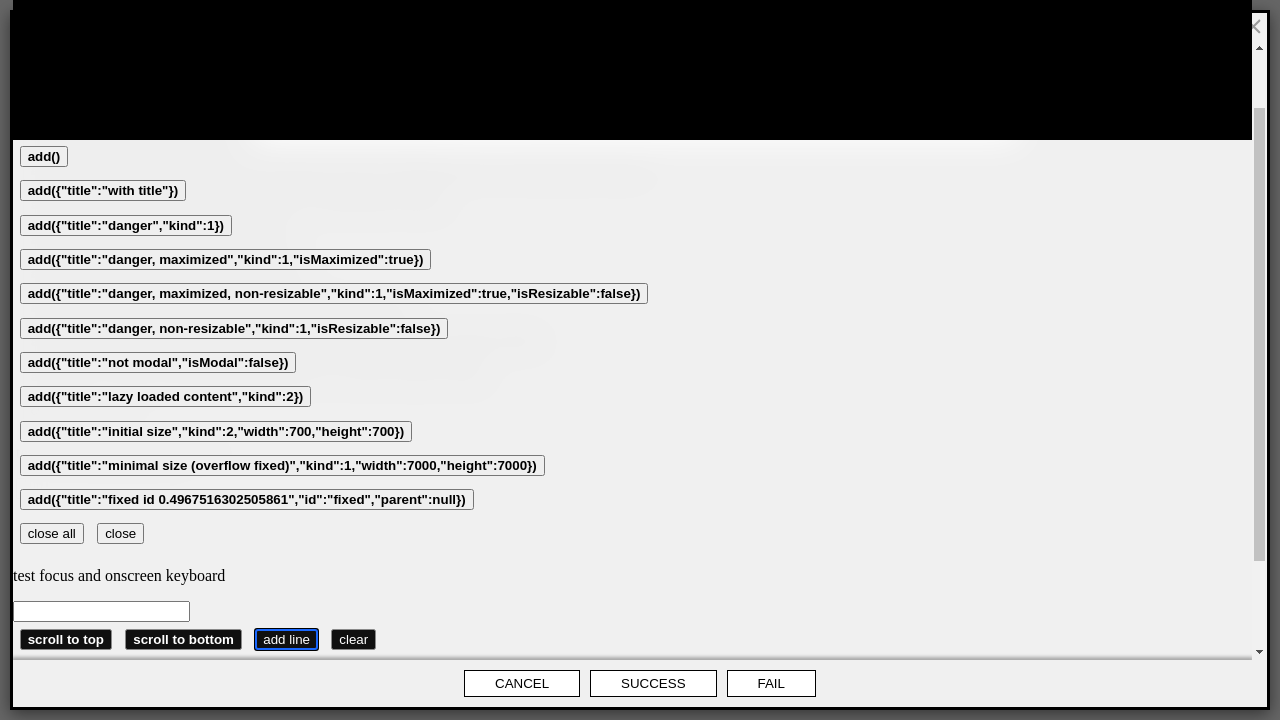 add()
add({"title":"with title"})
add({"title":"danger","kind":1})
add({"title":"danger, maximized","kind":1,"isMaximized":true})
add({"title":"danger, maximized, non-resizable","kind":1,"isMaximized":true,"isResizable":false})
add({"title":"danger, non-resizable","kind":1,"isResizable":false})
add({"title":"not modal","isModal":false})
add({"title":"lazy loaded content","kind":2})
add({"title":"initial size","kind":2,"width":700,"height":700})
add({"title":"minimal size (overflow fixed)","kind":1,"width":7000,"height":7000})
add({"title":"fixed id 0.4967516302505861","id":"fixed","parent":null})
close all close
test focus and onscreen keyboard
scroll to top scroll to bottom add line clear
CANCEL SUCCESS FAIL